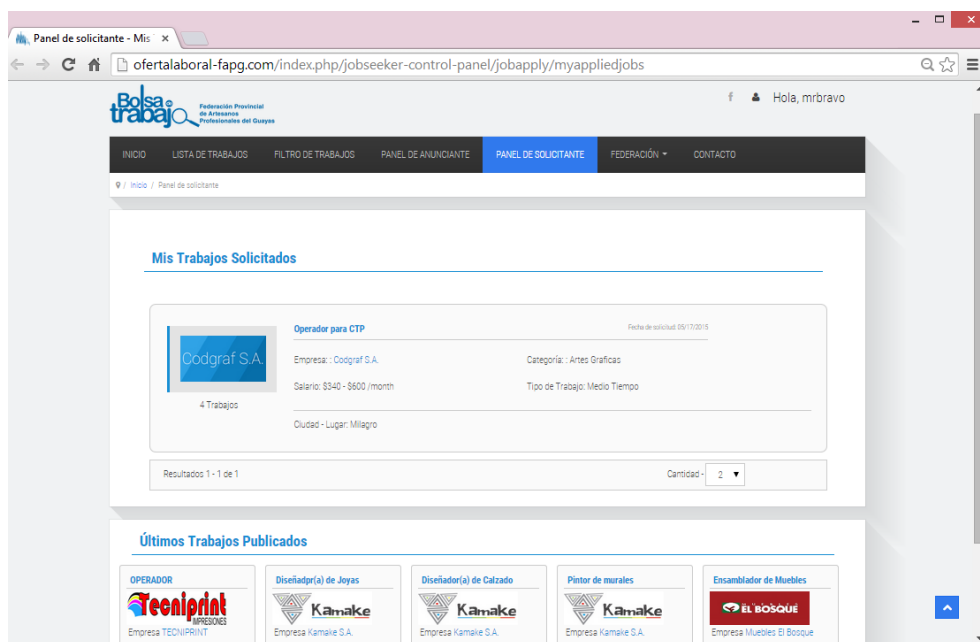 Panel de solicitante - Mis
ofertalaboral-fapg.com/index.php/jobseeker-control-panel/jobapply/myappliedjobs
Bolsa trabajo
Federación Provincial
de Artesanos
Profesionales del Guayas
Hola, mrbravo
INICIO LISTA DE TRABAJOS FILTRO DE TRABAJOS PANEL DE ANUNCIANTE PANEL DE SOLICITANTE FEDERACIÓN CONTACTO
/ Inicio / Panel de solicitante
Mis Trabajos Solicitados
Codgraf S.A.
4 Trabajos
Operador para CTP Fecha de solicitud: 05/17/2015
Empresa: : Codgraf S.A. Categoría: : Artes Graficas
Salario: $340 - $600 /month Tipo de Trabajo: Medio Tiempo
Ciudad - Lugar: Milagro
Resultados 1 - 1 de 1 Cantidad - 2
Últimos Trabajos Publicados
OPERADOR Diseñadpr(a) de Joyas Diseñador(a) de Calzado Pintor de murales Ensamblador de Muebles
Tecniprint IMPRESIONES Kamake Kamake Kamake EL BOSQUE
Empresa TECNIPRINT Empresa Kamake S.A. Empresa Kamake S.A. Empresa Kamake S.A. Empresa Muebles El Bosque